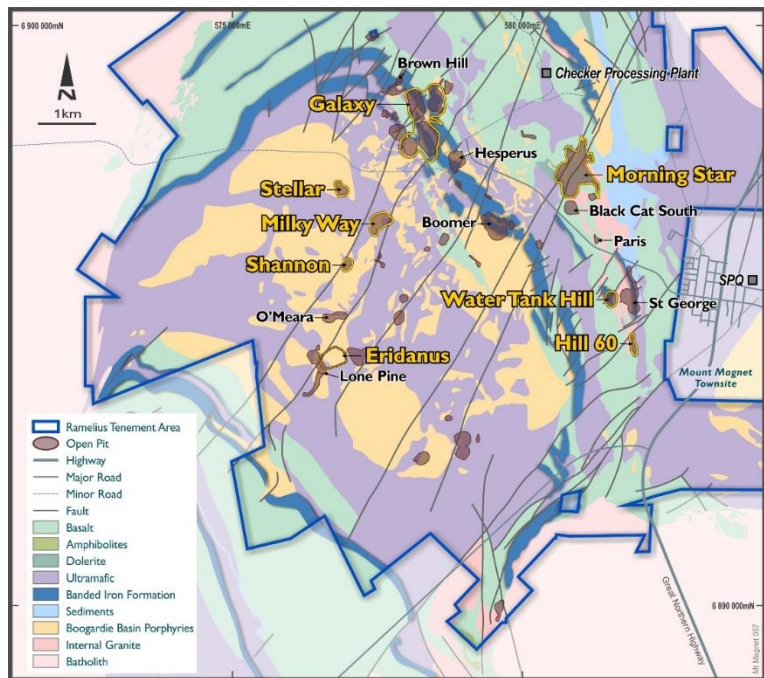 6 900 000mN
575 000mE
580 000mE
Brown Hill
Checker Processing Plant
N
1km
Galaxy
Hesperus
Morning Star
Stellar
Milky Way
Boomer
Black Cat South
Paris
Shannon
SPQ
Water Tank Hill
St George
O'Meara
Hill 60
Eridanus
Lone Pine
Mount Magnet
Townsite
Ramelius Tenement Area
Open Pit
Highway
Major Road
Minor Road
Fault
Basalt
Amphibolites
Dolerite
Ultramafic
Banded Iron Formation
Sediments
Boogardie Basin Porphyries
Internal Granite
Batholith
6 890 000mN
Great Northern Highway
Mt Magnet 057